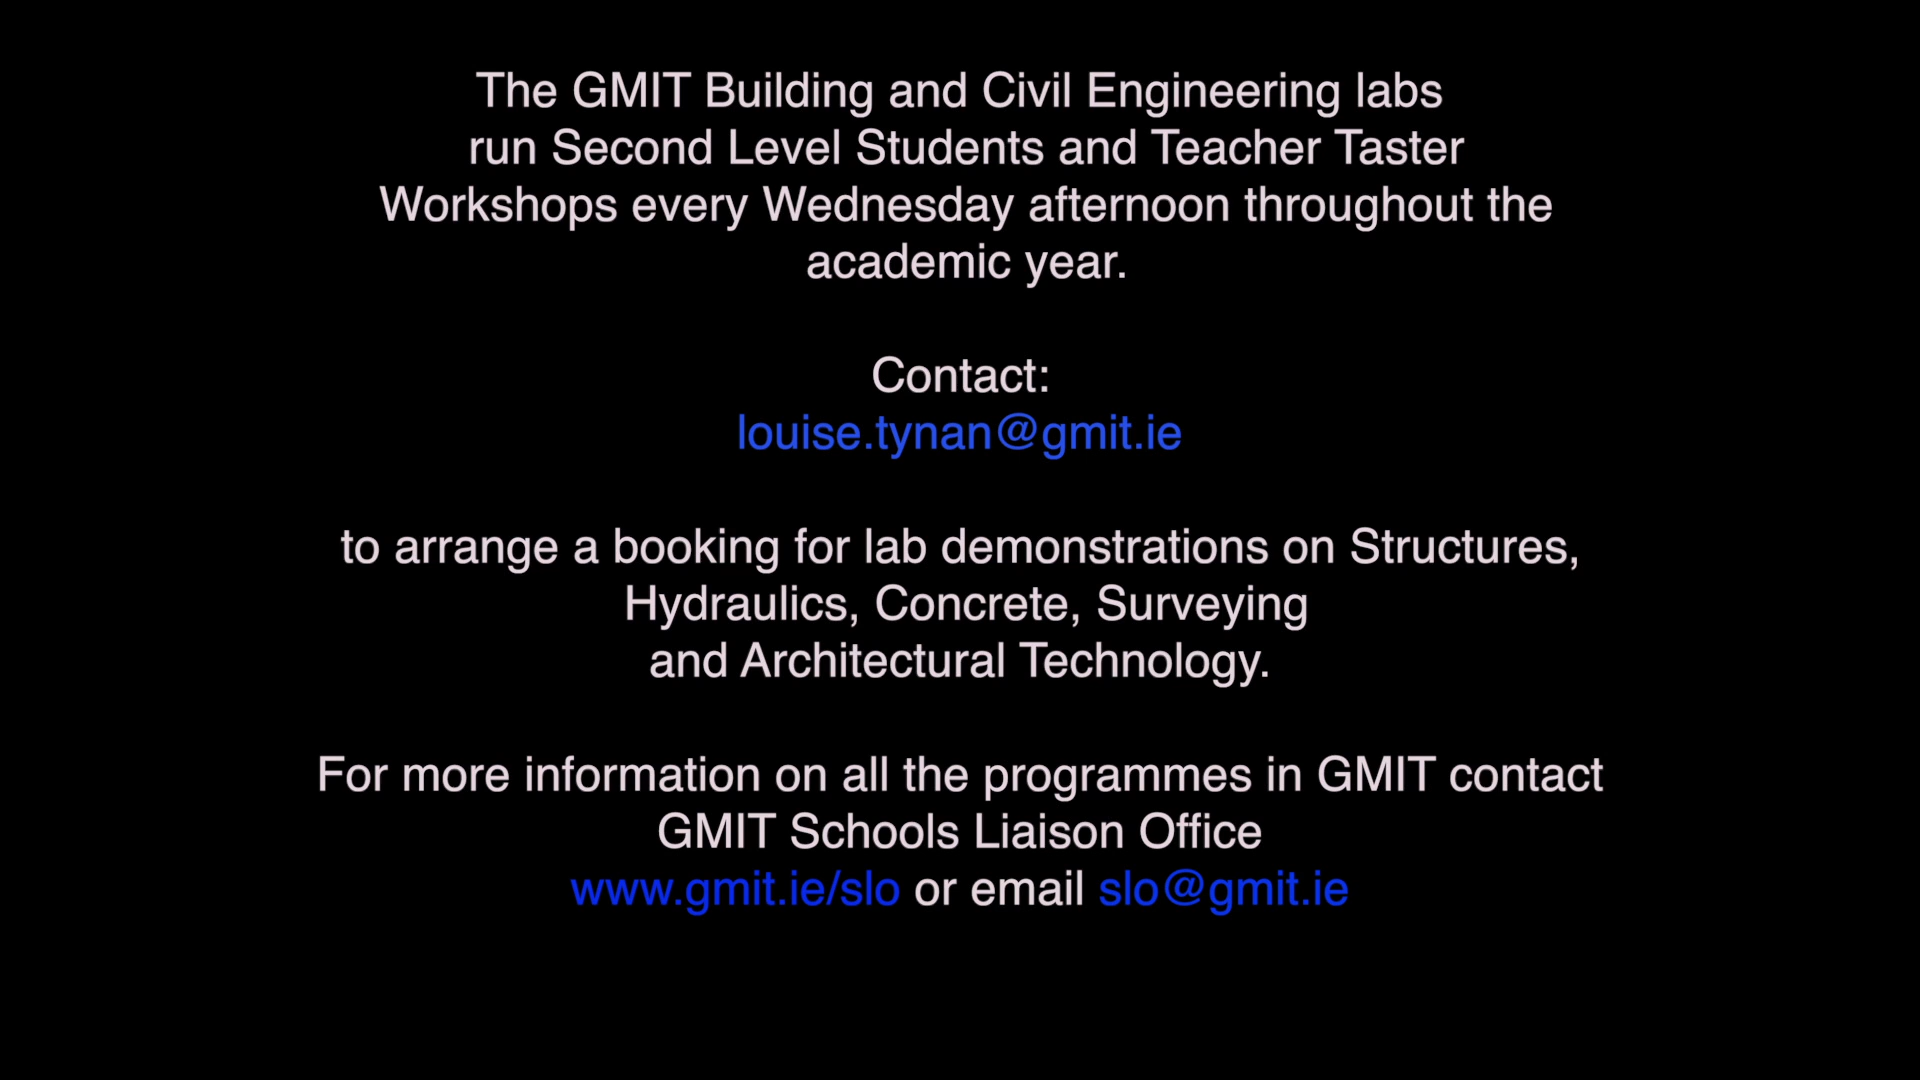 The GMIT Building and Civil Engineering labs
run Second Level Students and Teacher Taster
Workshops every Wednesday afternoon throughout the
academic year.
Contact:
louise.tynan@gmit.ie
to arrange a booking for lab demonstrations on Structures,
Hydraulics, Concrete, Surveying
and Architectural Technology.
For more information on all the programmes in GMIT contact
GMIT Schools Liaison Office
www.gmit.ie/slo or email slo@gmit.ie